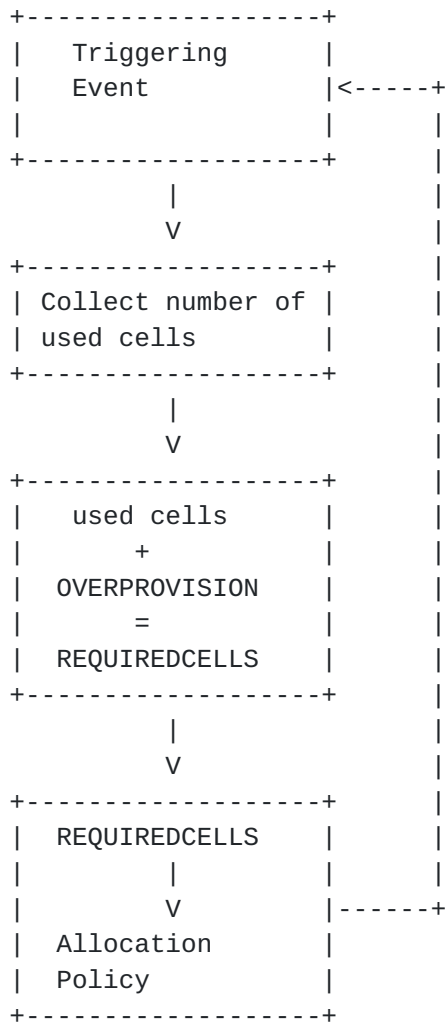 +-------------------+
|   Triggering      |
|   Event           |<-----+
|                   |      |
+-------------------+      |
          |                |
          V                |
+-------------------+      |
| Collect number of |      |
| used cells        |      |
+-------------------+      |
          |                |
          V                |
+-------------------+      |
|   used cells      |      |
|       +           |      |
|  OVERPROVISION    |      |
|       =           |      |
|  REQUIREDCELLS    |      |
+-------------------+      |
          |                |
          V                |
+-------------------+      |
|  REQUIREDCELLS    |      |
|         |         |      |
|         V         |------+
|  Allocation       |
|  Policy           |
+-------------------+